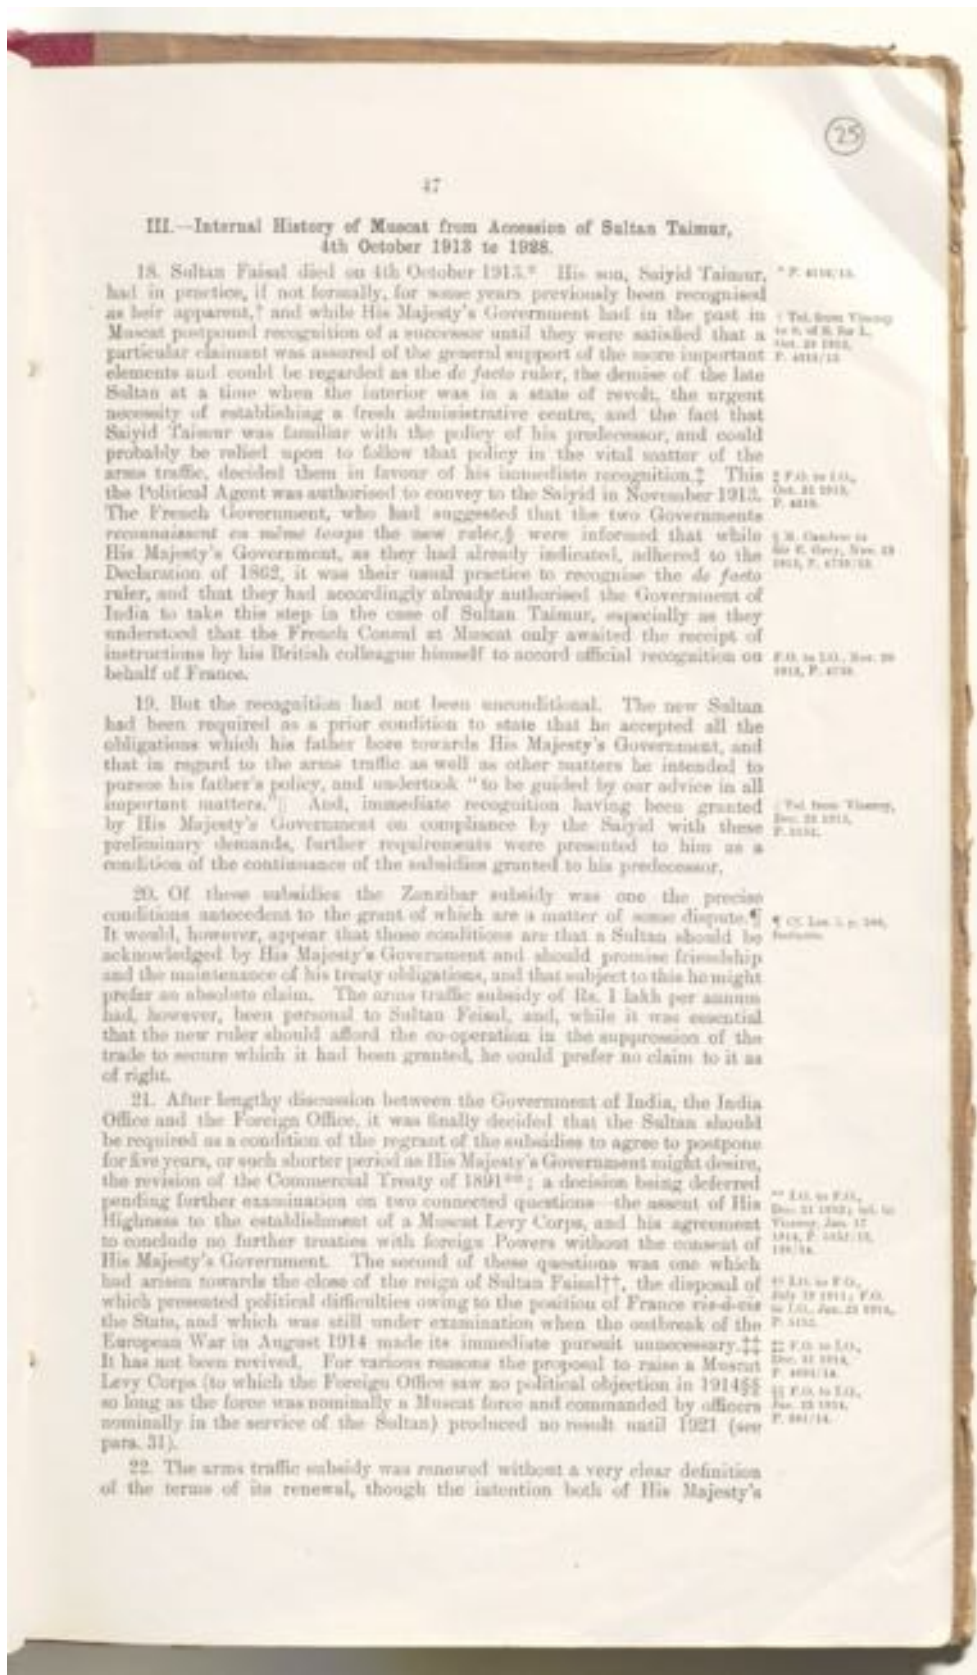 25
47
III.—Internal History of Muscat from Accession of Sultan Taimur,
4th October 1913 to 1928.
18. Sultan Faisal died on 4th October 1913.* His son, Saiyid Taimur,
had in practice, if not formally, for some years previously been recognised
as heir apparent,† and while His Majesty's Government had in the past in
Muscat postponed recognition of a successor until they were satisfied that a
particular claimant was assured of the general support of the more important
elements and could be regarded as the de facto ruler, the demise of the late
Sultan at a time when the interior was in a state of revolt, the urgent
necessity of establishing a fresh administrative centre, and the fact that
Saiyid Taimur was familiar with the policy of his predecessor, and could
probably be relied upon to follow that policy in the vital matter of the
arms traffic, decided them in favour of his immediate recognition.‡ This
the Political Agent was authorised to convey to the Saiyid in November 1913.
The French Government, who had suggested that the two Governments
reconnaissent en même temps the new ruler,§ were informed that while
His Majesty's Government, as they had already indicated, adhered to the
Declaration of 1862, it was their usual practice to recognise the de facto
ruler, and that they had accordingly already authorised the Government of
India to take this step in the case of Sultan Taimur, especially as they
understood that the French Consul at Muscat only awaited the receipt of
instructions by his British colleague himself to accord official recognition on
behalf of France.
19. But the recognition had not been unconditional. The new Sultan
had been required as a prior condition to state that he accepted all the
obligations which his father bore towards His Majesty's Government, and
that in regard to the arms traffic as well as other matters he intended to
pursue his father's policy, and undertook "to be guided by our advice in all
important matters."‖ And, immediate recognition having been granted
by His Majesty's Government on compliance by the Saiyid with these
preliminary demands, further requirements were presented to him as a
condition of the continuance of the subsidies granted to his predecessor.
20. Of these subsidies the Zanzibar subsidy was one the precise
conditions antecedent to the grant of which are a matter of some dispute.¶
It would, however, appear that those conditions are that a Sultan should be
acknowledged by His Majesty's Government and should promise friendship
and the maintenance of his treaty obligations, and that subject to this he might
prefer an absolute claim. The arms traffic subsidy of Rs. 1 lakh per annum
had, however, been personal to Sultan Feisal, and, while it was essential
that the new ruler should afford the co-operation in the suppression of the
trade to secure which it had been granted, he could prefer no claim to it as
of right.
21. After lengthy discussion between the Government of India, the India
Office and the Foreign Office, it was finally decided that the Sultan should
be required as a condition of the regrant of the subsidies to agree to postpone
for five years, or such shorter period as His Majesty's Government might desire,
the revision of the Commercial Treaty of 1891**; a decision being deferred
pending further examination on two connected questions—the assent of His
Highness to the establishment of a Muscat Levy Corps, and his agreement
to conclude no further treaties with foreign Powers without the consent of
His Majesty's Government. The second of these questions was one which
had arisen towards the close of the reign of Sultan Faisal††, the disposal of
which presented political difficulties owing to the position of France vis-à-vis
the State, and which was still under examination when the outbreak of the
European War in August 1914 made its immediate pursuit unnecessary.‡‡
It has not been revived. For various reasons the proposal to raise a Muscat
Levy Corps (to which the Foreign Office saw no political objection in 1914§§
so long as the force was nominally a Muscat force and commanded by officers
nominally in the service of the Sultan) produced no result until 1921 (see
para. 31).
22. The arms traffic subsidy was renewed without a very clear definition
of the terms of its renewal, though the intention both of His Majesty's
† Tel. from Viceroy
to S. of S. for I.,
‡ F.O. to I.O.,
F.O. to I.O., Nov.
Tel. from Viceroy,
** I.O. to F.O.,
†† I.O. to F.O.,
‡‡ F.O. to I.O.,
§§ F.O. to I.O.,